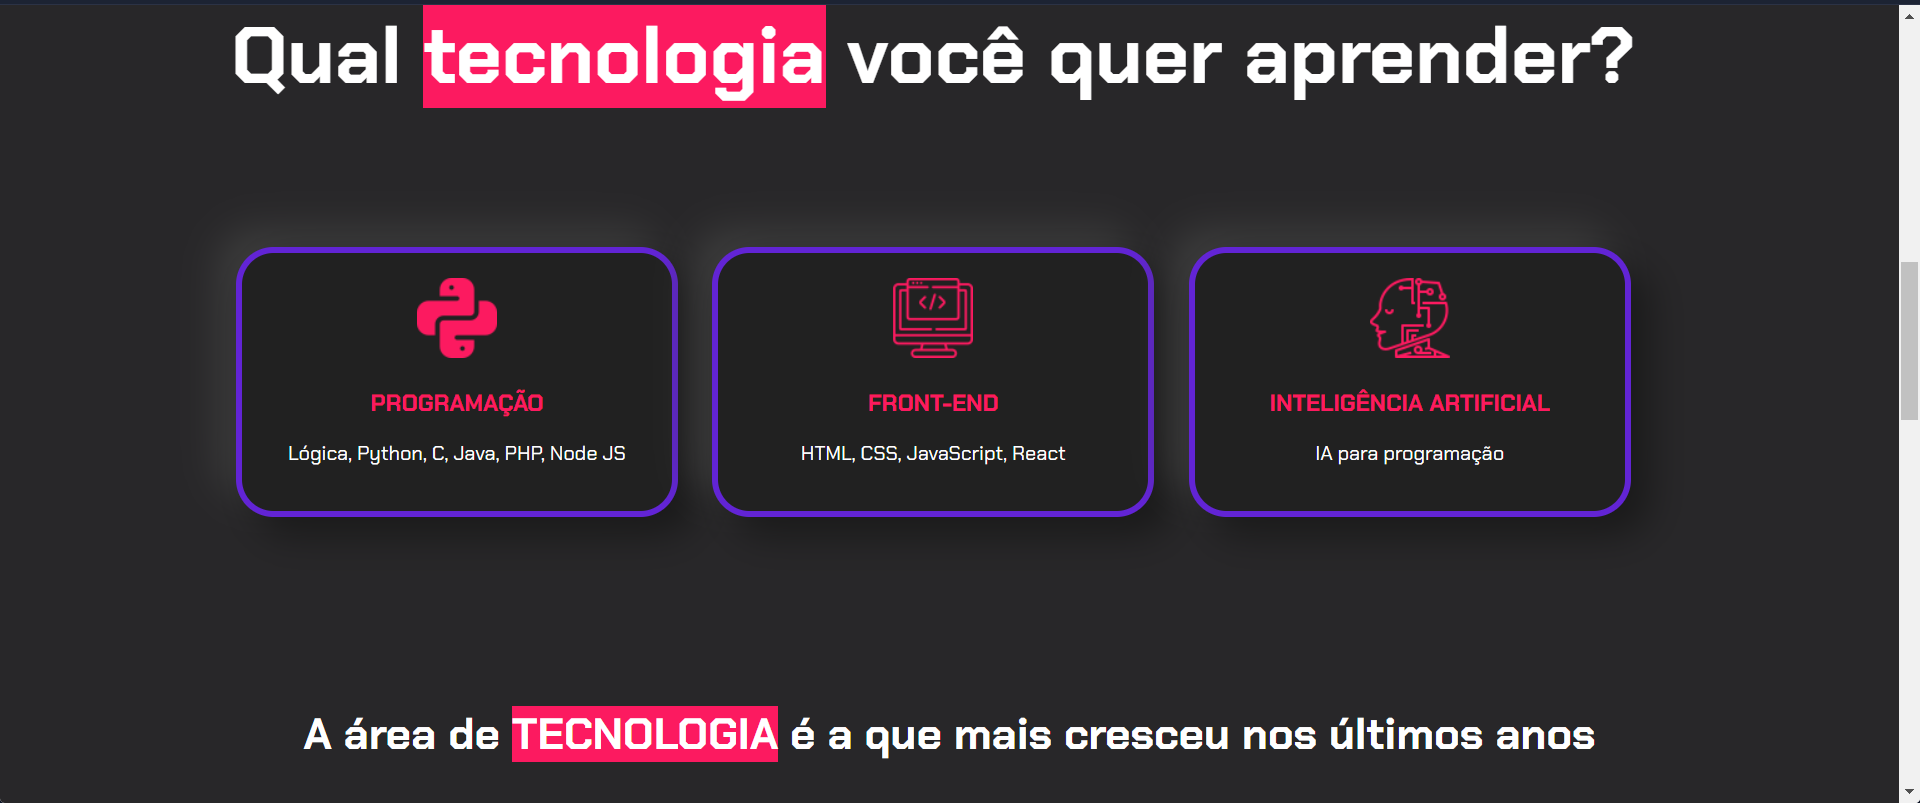 Qual tecnologia você quer aprender?
</>
PROGRAMAÇÃO
FRONT-END
INTELIGÊNCIA ARTIFICIAL
Lógica, Python, C, Java, PHP, Node JS
HTML, CSS, JavaScript, React
IA para programação
A área de TECNOLOGIA é a que mais cresceu nos últimos anos